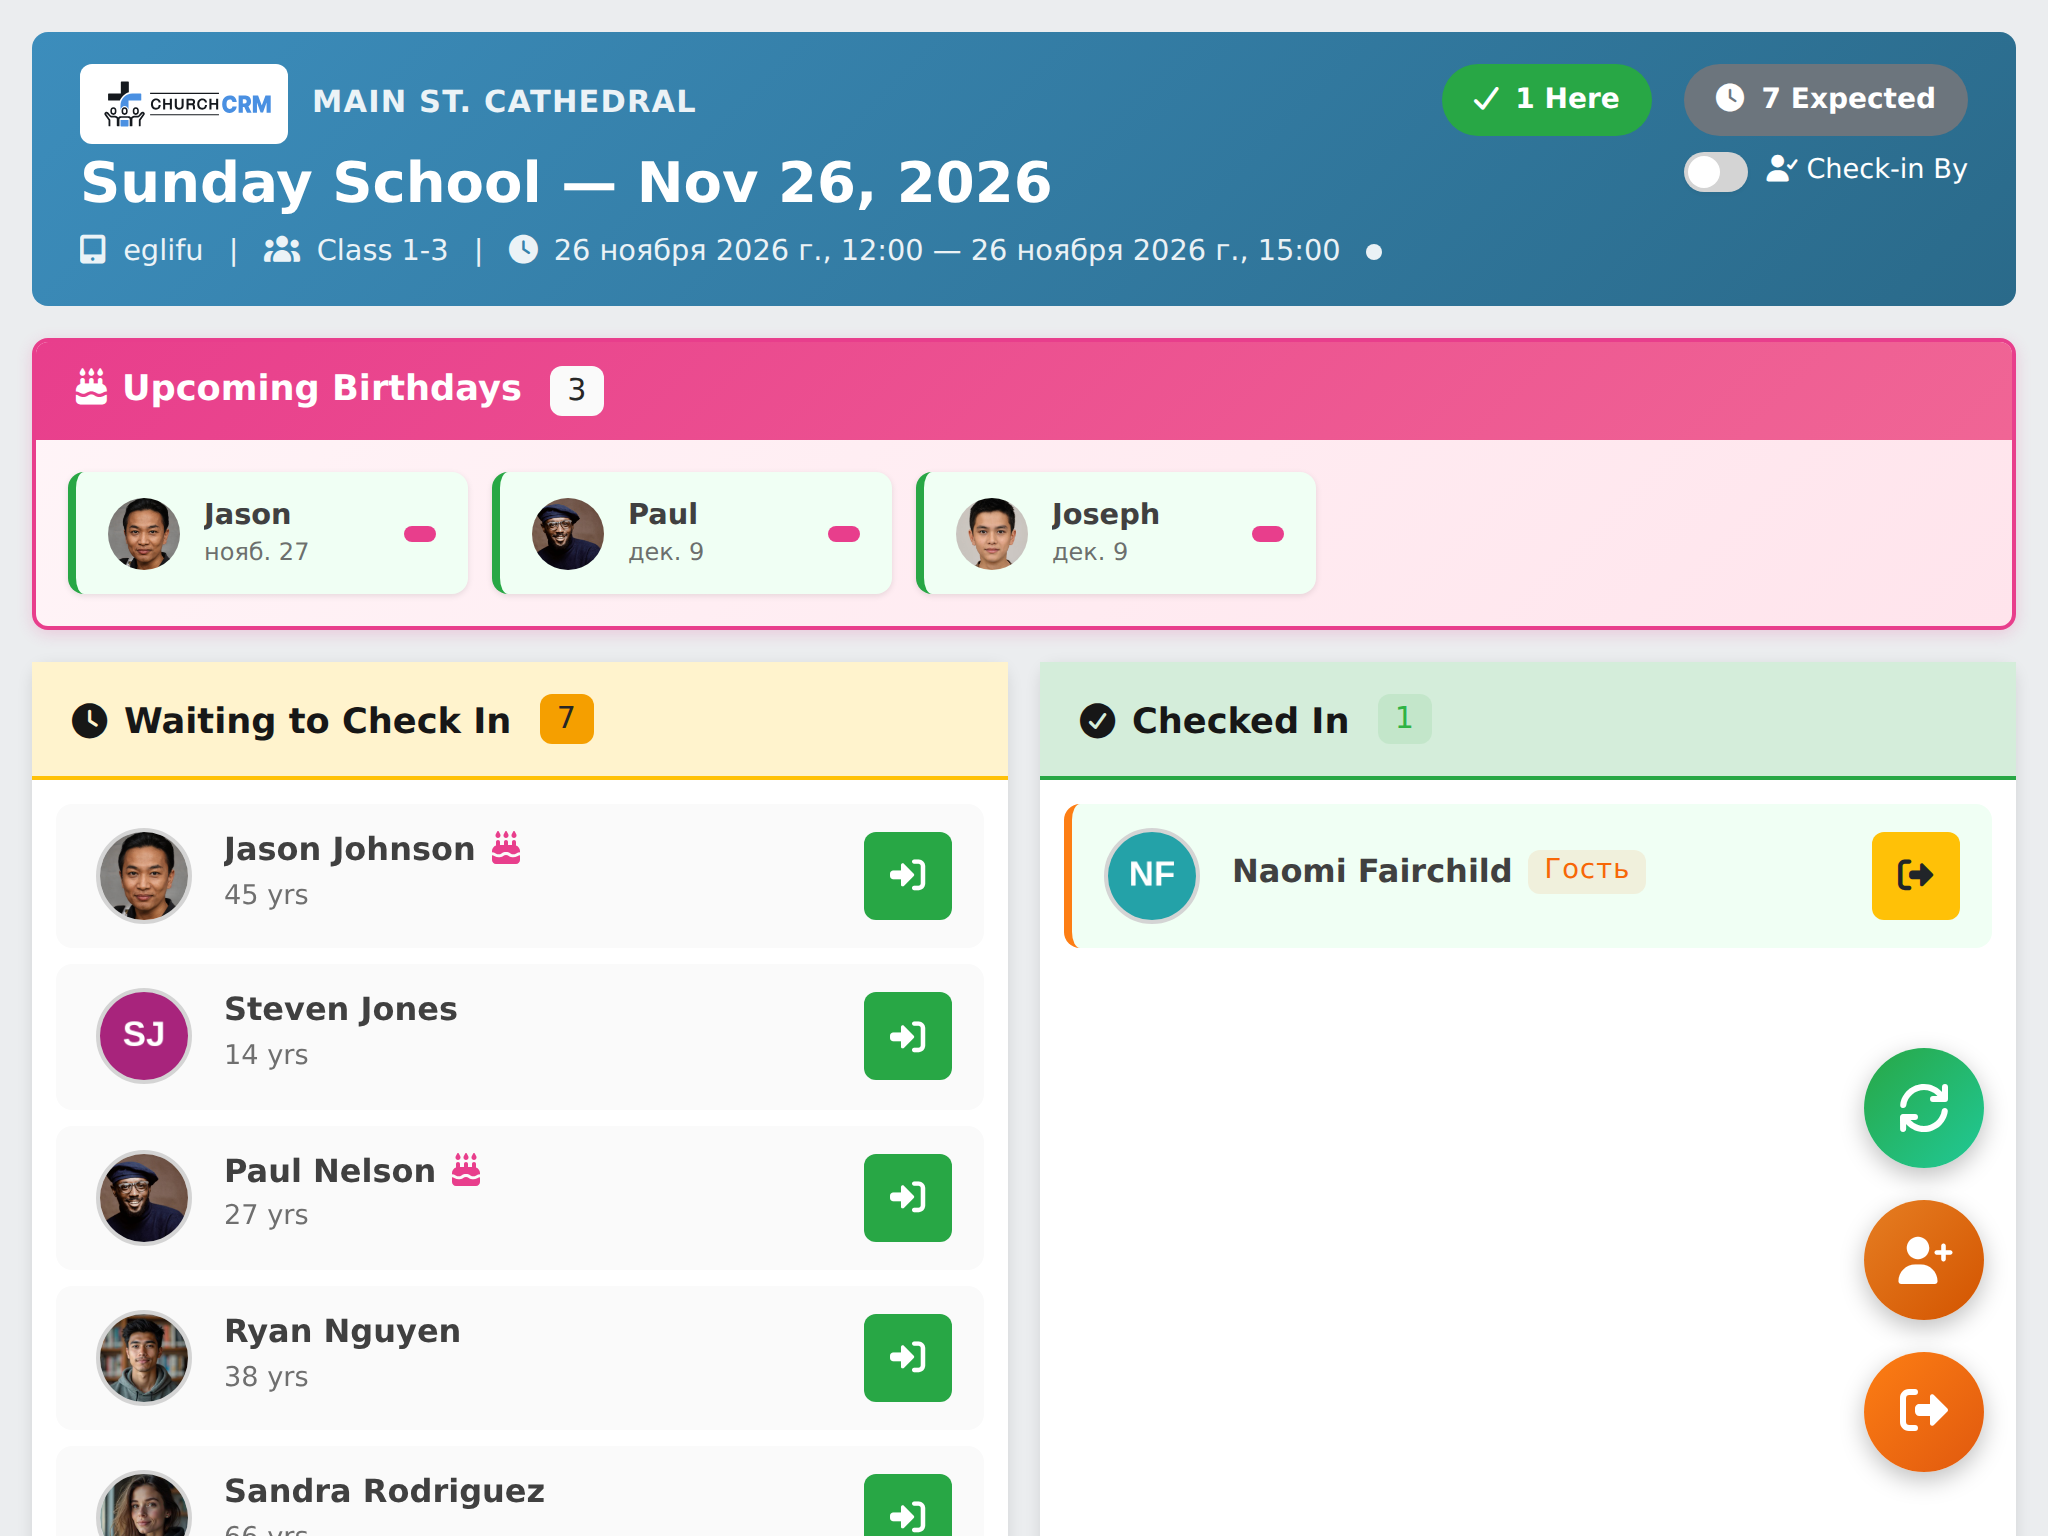 CHURCHCRM
MAIN ST. CATHEDRAL
1 Here
7 Expected
Sunday School — Nov 26, 2026
Check-in By
eglifu | Class 1-3 | 26 ноября 2026 г., 12:00 — 26 ноября 2026 г., 15:00
Upcoming Birthdays 3
Jason
нояб. 27
Paul
дек. 9
Joseph
дек. 9
Waiting to Check In 7
Jason Johnson
45 yrs
SJ
Steven Jones
14 yrs
Paul Nelson
27 yrs
Ryan Nguyen
38 yrs
Sandra Rodriguez
66 yrs
Checked In 1
NF
Naomi Fairchild Гость